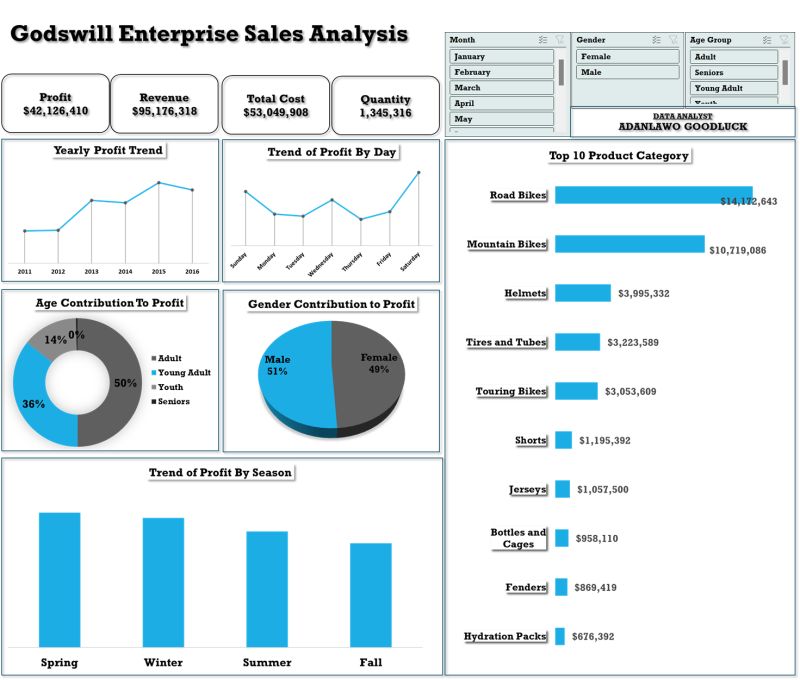 Godswill Enterprise Sales Analysis
Month
January
February
March
April
May
Gender
Female
Male
Age Group
Adult
Seniors
Young Adult
Youth
DATA ANALYST
ADANLAWO GOODLUCK
Profit
$42,126,410
Revenue
$95,176,318
Total Cost
$53,049,908
Quantity
1,345,316
Yearly Profit Trend
2011 2012 2013 2014 2015 2016
Trend of Profit By Day
Sunday Monday Tuesday Wednesday Thursday Friday Saturday
Top 10 Product Category
Road Bikes $14,172,643
Mountain Bikes $10,719,086
Helmets $3,995,332
Tires and Tubes $3,223,589
Touring Bikes $3,053,609
Shorts $1,195,392
Jerseys $1,057,500
Bottles and
Cages $958,110
Fenders $869,419
Hydration Packs $676,392
Age Contribution To Profit
0%
14%
50%
36%
Adult
Young Adult
Youth
Seniors
Gender Contribution to Profit
Male
51%
Female
49%
Trend of Profit By Season
Spring Winter Summer Fall